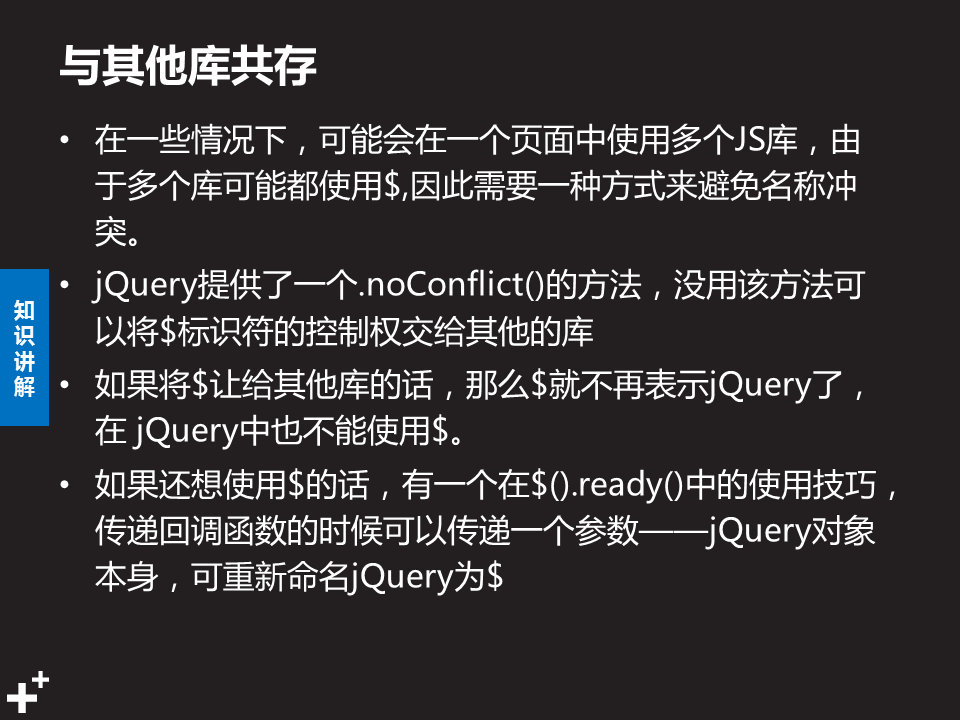 与其他库共存
• 在一些情况下，可能会在一个页面中使用多个JS库，由
于多个库可能都使用$,因此需要一种方式来避免名称冲
突。
• jQuery提供了一个.noConflict()的方法，没用该方法可
以将$标识符的控制权交给其他的库
• 如果将$让给其他库的话，那么$就不再表示jQuery了，
在 jQuery中也不能使用$。
• 如果还想使用$的话，有一个在$().ready()中的使用技巧，
传递回调函数的时候可以传递一个参数——jQuery对象
本身，可重新命名jQuery为$
知
识
讲
解